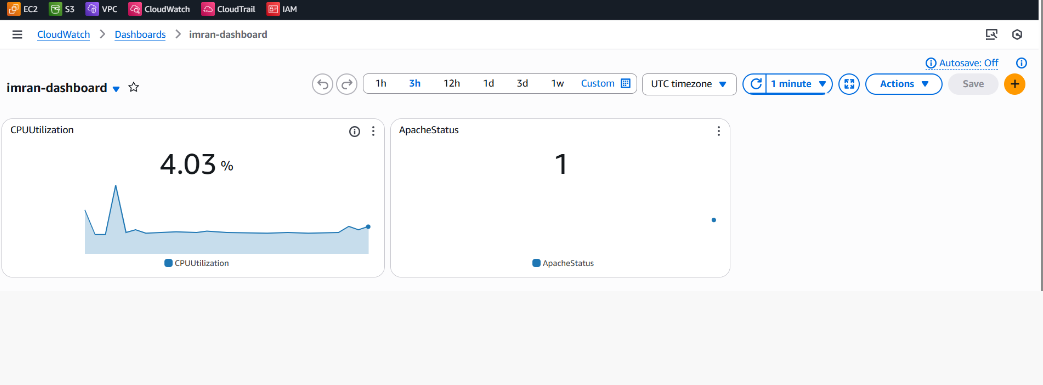 EC2 S3 VPC CloudWatch CloudTrail IAM
CloudWatch > Dashboards > imran-dashboard
Autosave: Off
imran-dashboard 1h 3h 12h 1d 3d 1w Custom UTC timezone 1 minute Actions Save +
CPUUtilization
4.03 %
CPUUtilization
ApacheStatus
1
ApacheStatus